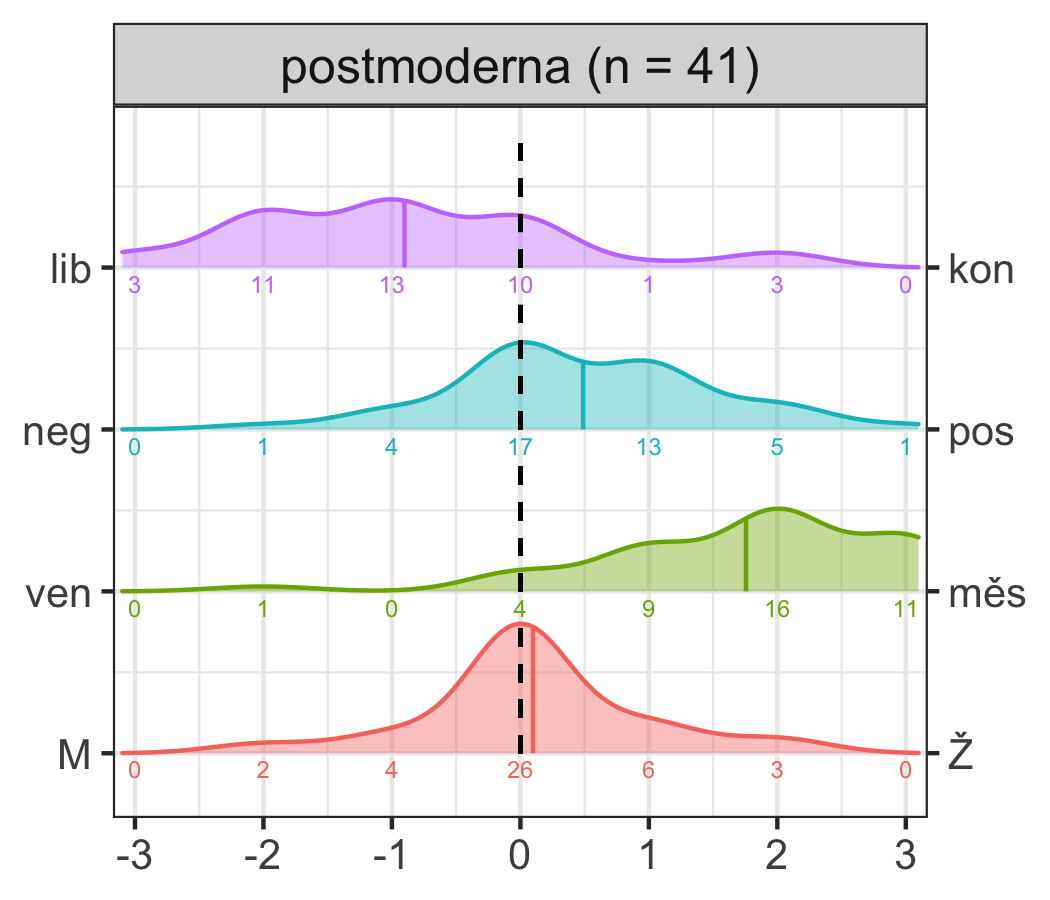 postmoderna (n = 41)
lib kon
3 11 13 10 1 3 0
neg pos
0 1 4 17 13 5 1
ven měs
0 1 0 4 9 16 11
M Ž
0 2 4 26 6 3 0
-3 -2 -1 0 1 2 3